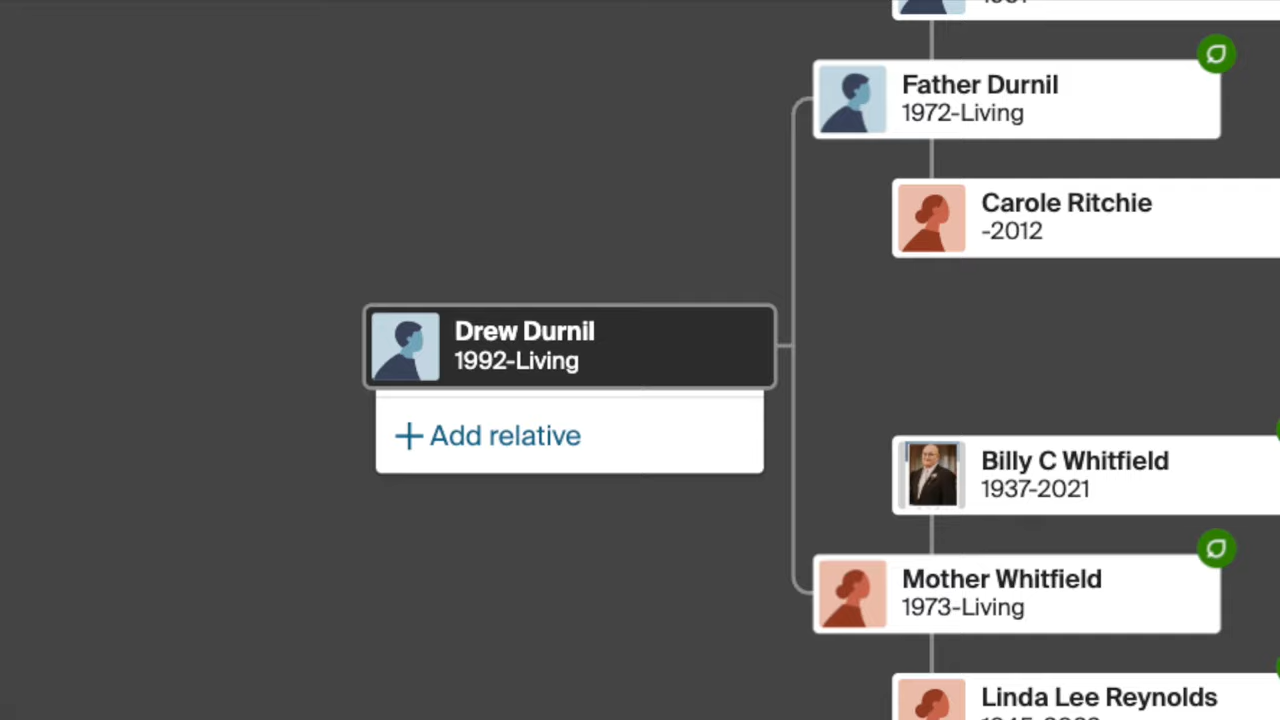 Father Durnil
1972-Living
Carole Ritchie
-2012
Drew Durnil
1992-Living
+ Add relative
Billy C Whitfield
1937-2021
Mother Whitfield
1973-Living
Linda Lee Reynolds